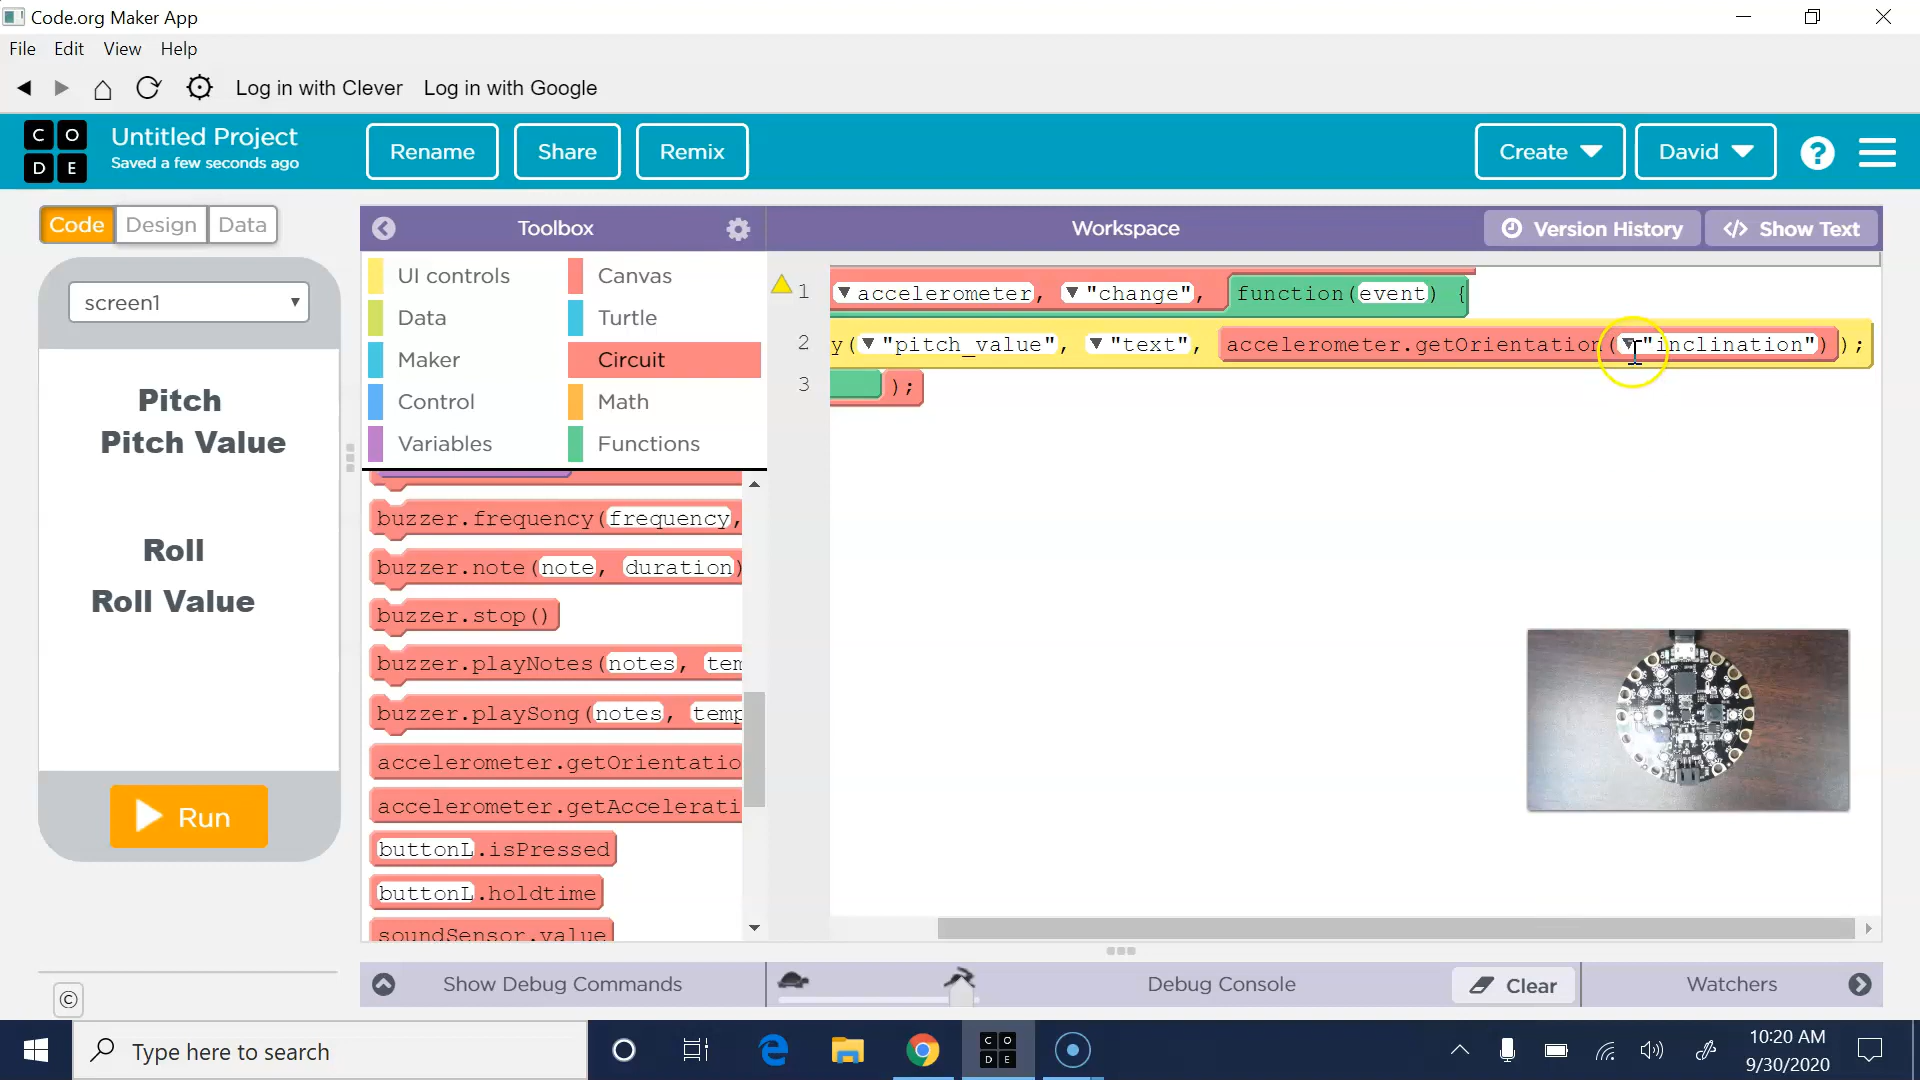 Code.org Maker App
File Edit View Help
Log in with Clever Log in with Google
C O
D E
Untitled Project
Saved a few seconds ago
Rename Share Remix
Create David ?
Code Design Data
Toolbox
Workspace
Version History
</> Show Text
screen1
UI controls Canvas
Data Turtle
Maker Circuit
Control Math
Variables Functions
1 accelerometer, "change", function(event) {
2 y( "pitch_value", "text", accelerometer.getOrientation( "inclination") );
3 );
Pitch
Pitch Value
Roll
Roll Value
Run
buzzer.frequency(frequency,
buzzer.note(note, duration)
buzzer.stop()
buzzer.playNotes(notes, tem
buzzer.playSong(notes, temp
accelerometer.getOrientatio
accelerometer.getAccelerati
buttonL.isPressed
buttonL.holdtime
soundSensor.value
©
Show Debug Commands
Debug Console
Clear
Watchers
Type here to search
C O
D E
10:20 AM
9/30/2020